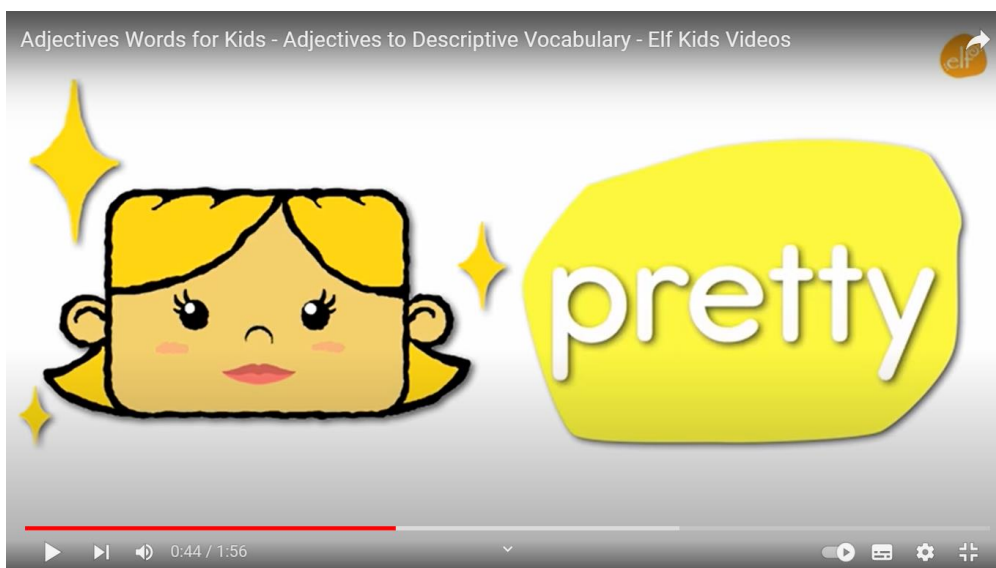 Adjectives Words for Kids - Adjectives to Descriptive Vocabulary - Elf Kids Videos
elf
pretty
0:44 / 1:56